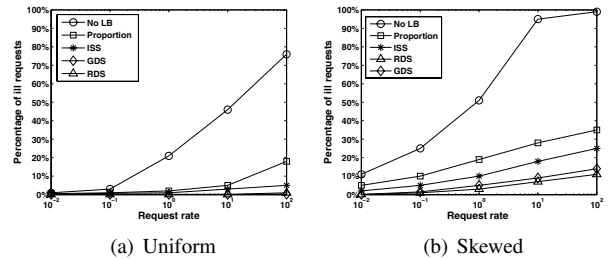 Percentage of ill requests
100%
90%
80%
70%
60%
50%
40%
30%
20%
10%
0%
No LB
Proportion
ISS
GDS
RDS
10⁻² 10⁻¹ 10⁰ 10¹ 10²
Request rate
(a) Uniform
Percentage of ill requests
100%
90%
80%
70%
60%
50%
40%
30%
20%
10%
0%
No LB
Proportion
ISS
RDS
GDS
10⁻² 10⁻¹ 10⁰ 10¹ 10²
Request rate
(b) Skewed